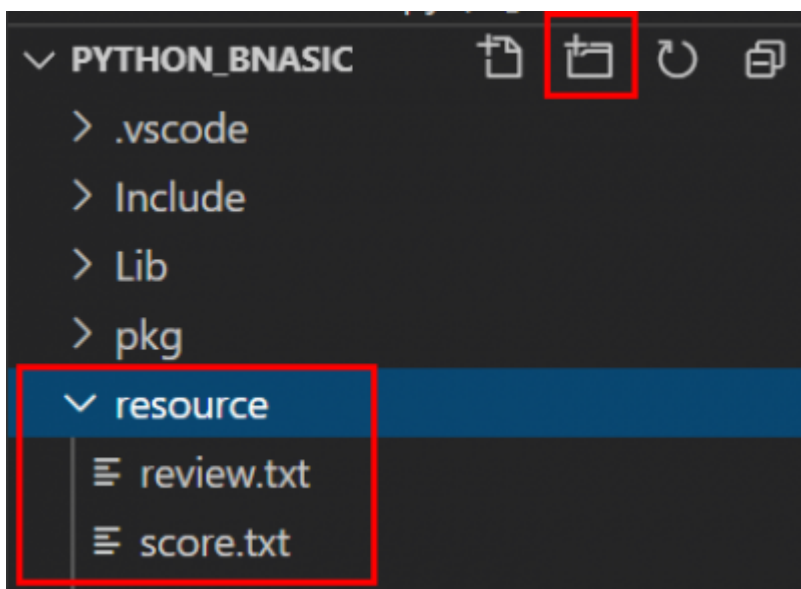 PYTHON_BNASIC
.vscode
Include
Lib
pkg
resource
review.txt
score.txt